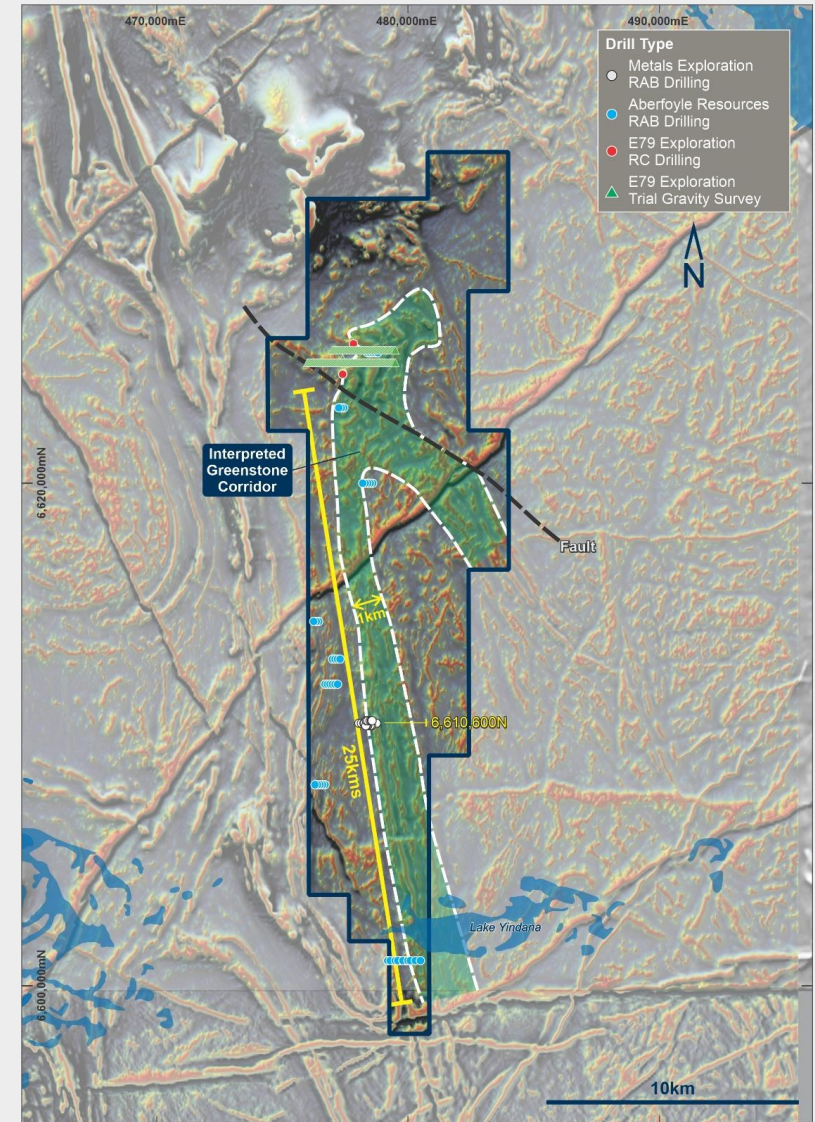 470,000mE
480,000mE
490,000mE
Drill Type
Metals Exploration
RAB Drilling
Aberfoyle Resources
RAB Drilling
E79 Exploration
RC Drilling
E79 Exploration
Trial Gravity Survey
N
Interpreted
Greenstone
Corridor
6,620,000mN
Fault
1km
6,610,600N
25kms
Lake Yindana
6,600,000mN
10km